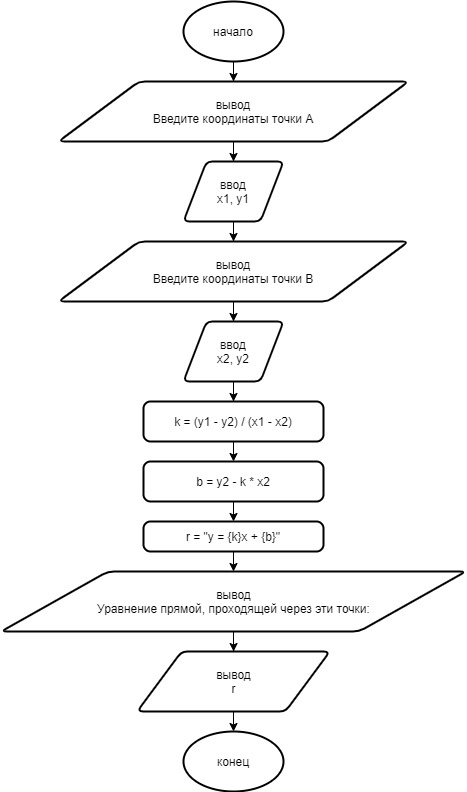 начало
вывод
Введите координаты точки A
ввод
x1, y1
вывод
Введите координаты точки B
ввод
x2, y2
k = (y1 - y2) / (x1 - x2)
b = y2 - k * x2
r = "y = {k}x + {b}"
вывод
Уравнение прямой, проходящей через эти точки:
вывод
r
конец